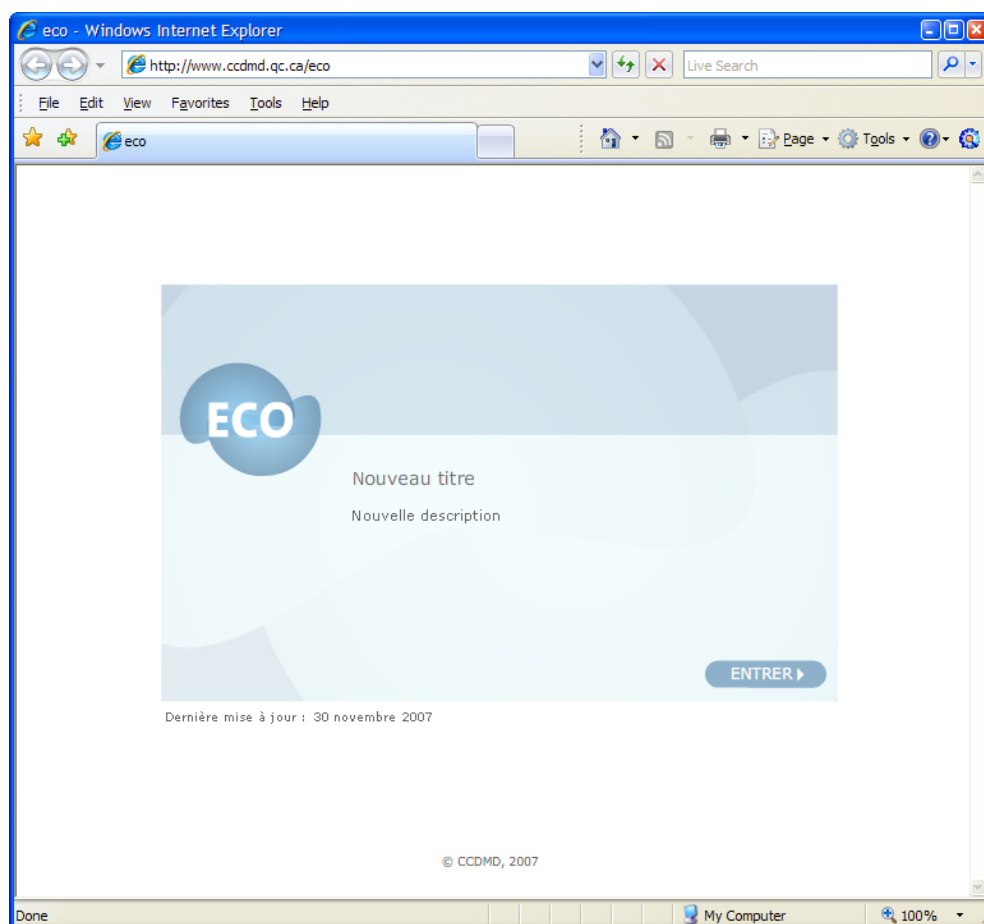 eco - Windows Internet Explorer
http://www.ccdmd.qc.ca/eco
Live Search
File Edit View Favorites Tools Help
eco
Page Tools
ECO
Nouveau titre
Nouvelle description
ENTRER
Dernière mise à jour : 30 novembre 2007
© CCDMD, 2007
Done My Computer 100%